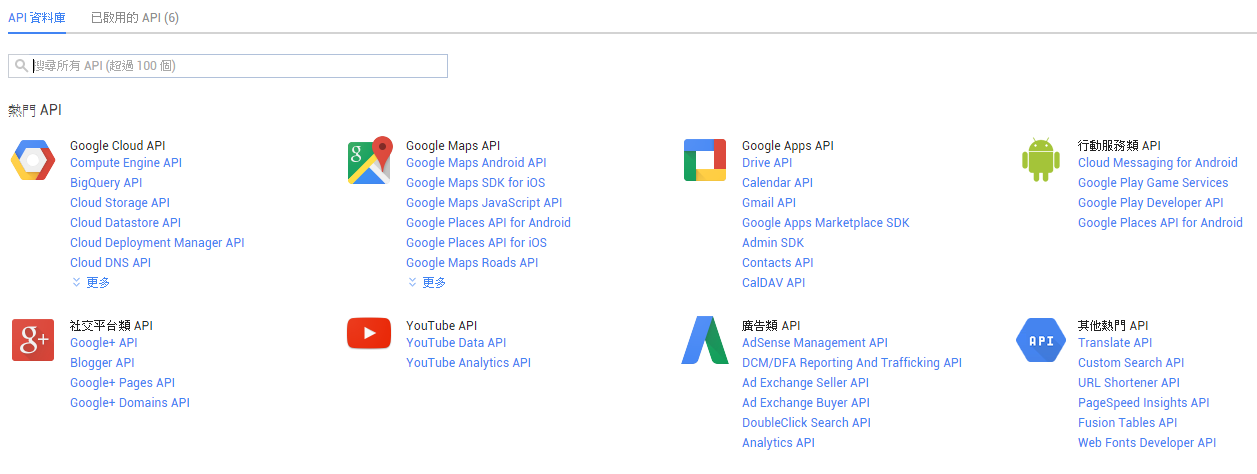 API 資料庫
已啟用的 API (6)
搜尋所有 API (超過 100 個)
熱門 API
Google Cloud API
Compute Engine API
BigQuery API
Cloud Storage API
Cloud Datastore API
Cloud Deployment Manager API
Cloud DNS API
更多
g
Google Maps API
Google Maps Android API
Google Maps SDK for iOS
Google Maps JavaScript API
Google Places API for Android
Google Places API for iOS
Google Maps Roads API
更多
Google Apps API
Drive API
Calendar API
Gmail API
Google Apps Marketplace SDK
Admin SDK
Contacts API
CalDAV API
行動服務類 API
Cloud Messaging for Android
Google Play Game Services
Google Play Developer API
Google Places API for Android
g+
社交平台類 API
Google+ API
Blogger API
Google+ Pages API
Google+ Domains API
YouTube API
YouTube Data API
YouTube Analytics API
廣告類 API
AdSense Management API
DCM/DFA Reporting And Trafficking API
Ad Exchange Seller API
Ad Exchange Buyer API
DoubleClick Search API
Analytics API
API
其他熱門 API
Translate API
Custom Search API
URL Shortener API
PageSpeed Insights API
Fusion Tables API
Web Fonts Developer API